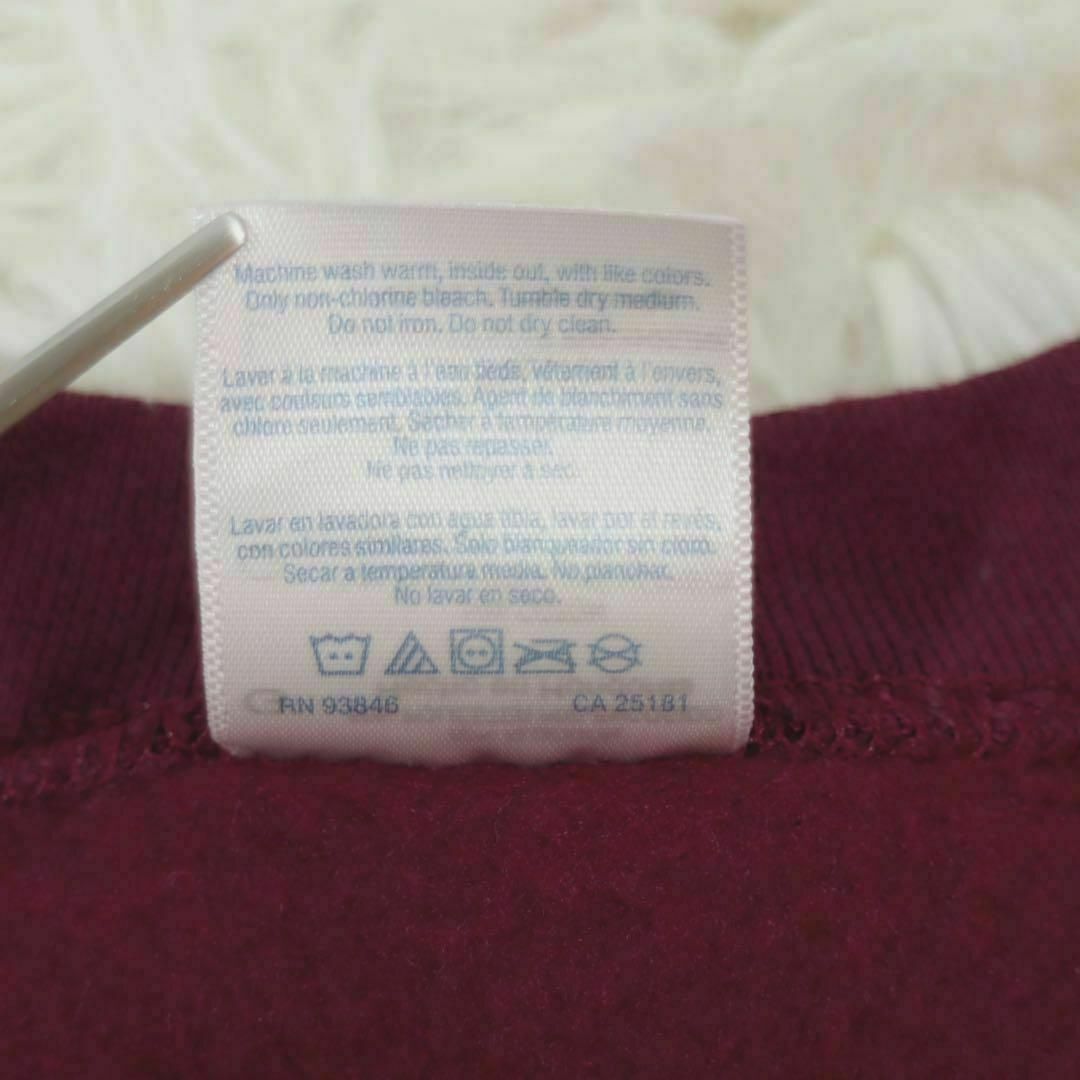 Machine wash warm, inside out, with like colors.
Only non-chlorine bleach. Tumble dry medium.
Do not iron. Do not dry clean.
Laver a la machine à l'eau tiède, vêtement à l'envers,
avec couleurs semblables. Agent de blanchiment sans
chlore seulement. Sécher a température moyenne.
Ne pas repasser.
Ne pas nettoyer à sec.
Lavar en lavadora con agua tibia, lavar por el revés,
con colores similares. Solo blanqueador sin cloro.
Secar a temperatura media. No planchar.
No lavar en seco.
RN 93846 CA 25181